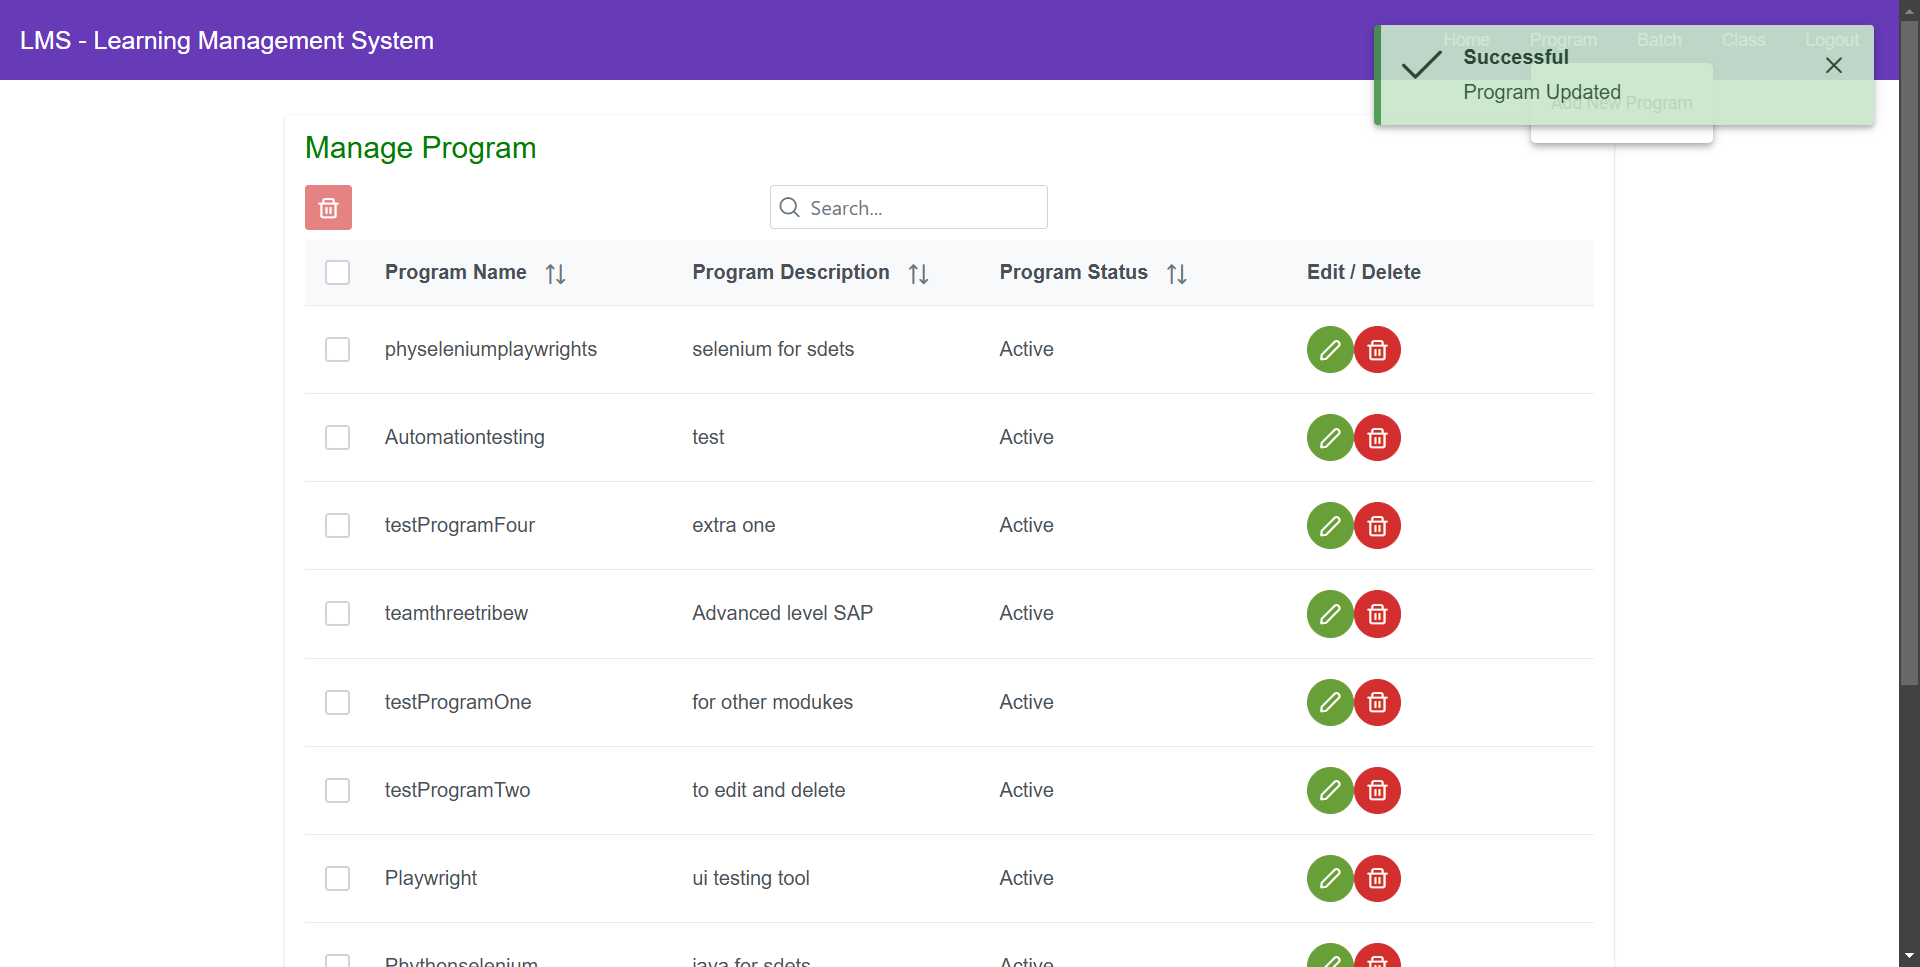 LMS - Learning Management System
Home Program Batch Class Logout
Successful
Program Updated
Add New Program
Manage Program
Search...
Program Name Program Description Program Status Edit / Delete
physeleniumplaywrights selenium for sdets Active
Automationtesting test Active
testProgramFour extra one Active
teamthreetribew Advanced level SAP Active
testProgramOne for other modukes Active
testProgramTwo to edit and delete Active
Playwright ui testing tool Active
Phythonselenium java for sdets Active